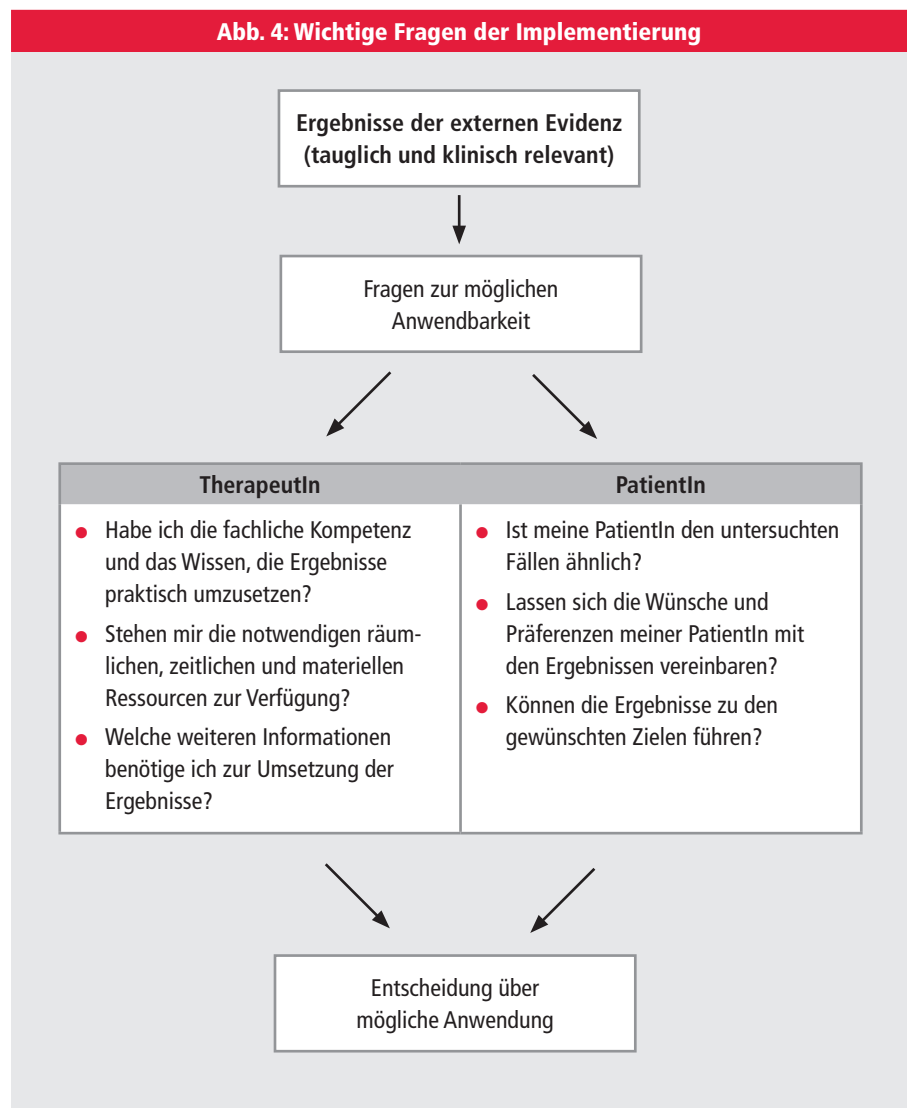 Abb. 4: Wichtige Fragen der Implementierung
Ergebnisse der externen Evidenz
(tauglich und klinisch relevant)
Fragen zur möglichen
Anwendbarkeit
TherapeutIn
● Habe ich die fachliche Kompetenz
und das Wissen, die Ergebnisse
praktisch umzusetzen?
● Stehen mir die notwendigen räum-
lichen, zeitlichen und materiellen
Ressourcen zur Verfügung?
● Welche weiteren Informationen
benötige ich zur Umsetzung der
Ergebnisse?
PatientIn
● Ist meine PatientIn den untersuchten
Fällen ähnlich?
● Lassen sich die Wünsche und
Präferenzen meiner PatientIn mit
den Ergebnissen vereinbaren?
● Können die Ergebnisse zu den
gewünschten Zielen führen?
Entscheidung über
mögliche Anwendung